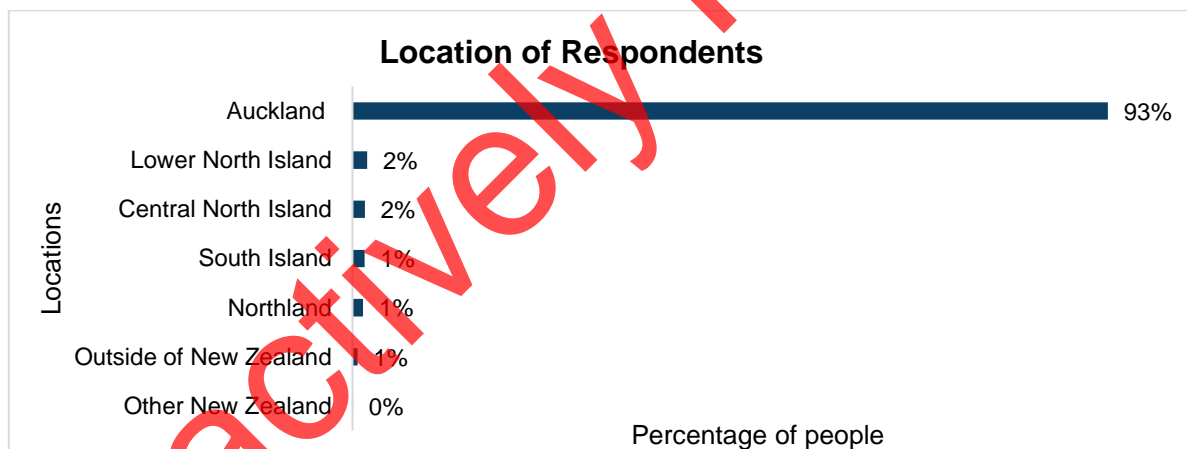 Location of Respondents
Auckland 93%
Lower North Island 2%
Central North Island 2%
South Island 1%
Northland 1%
Outside of New Zealand 1%
Other New Zealand 0%
Locations
Percentage of people
actively